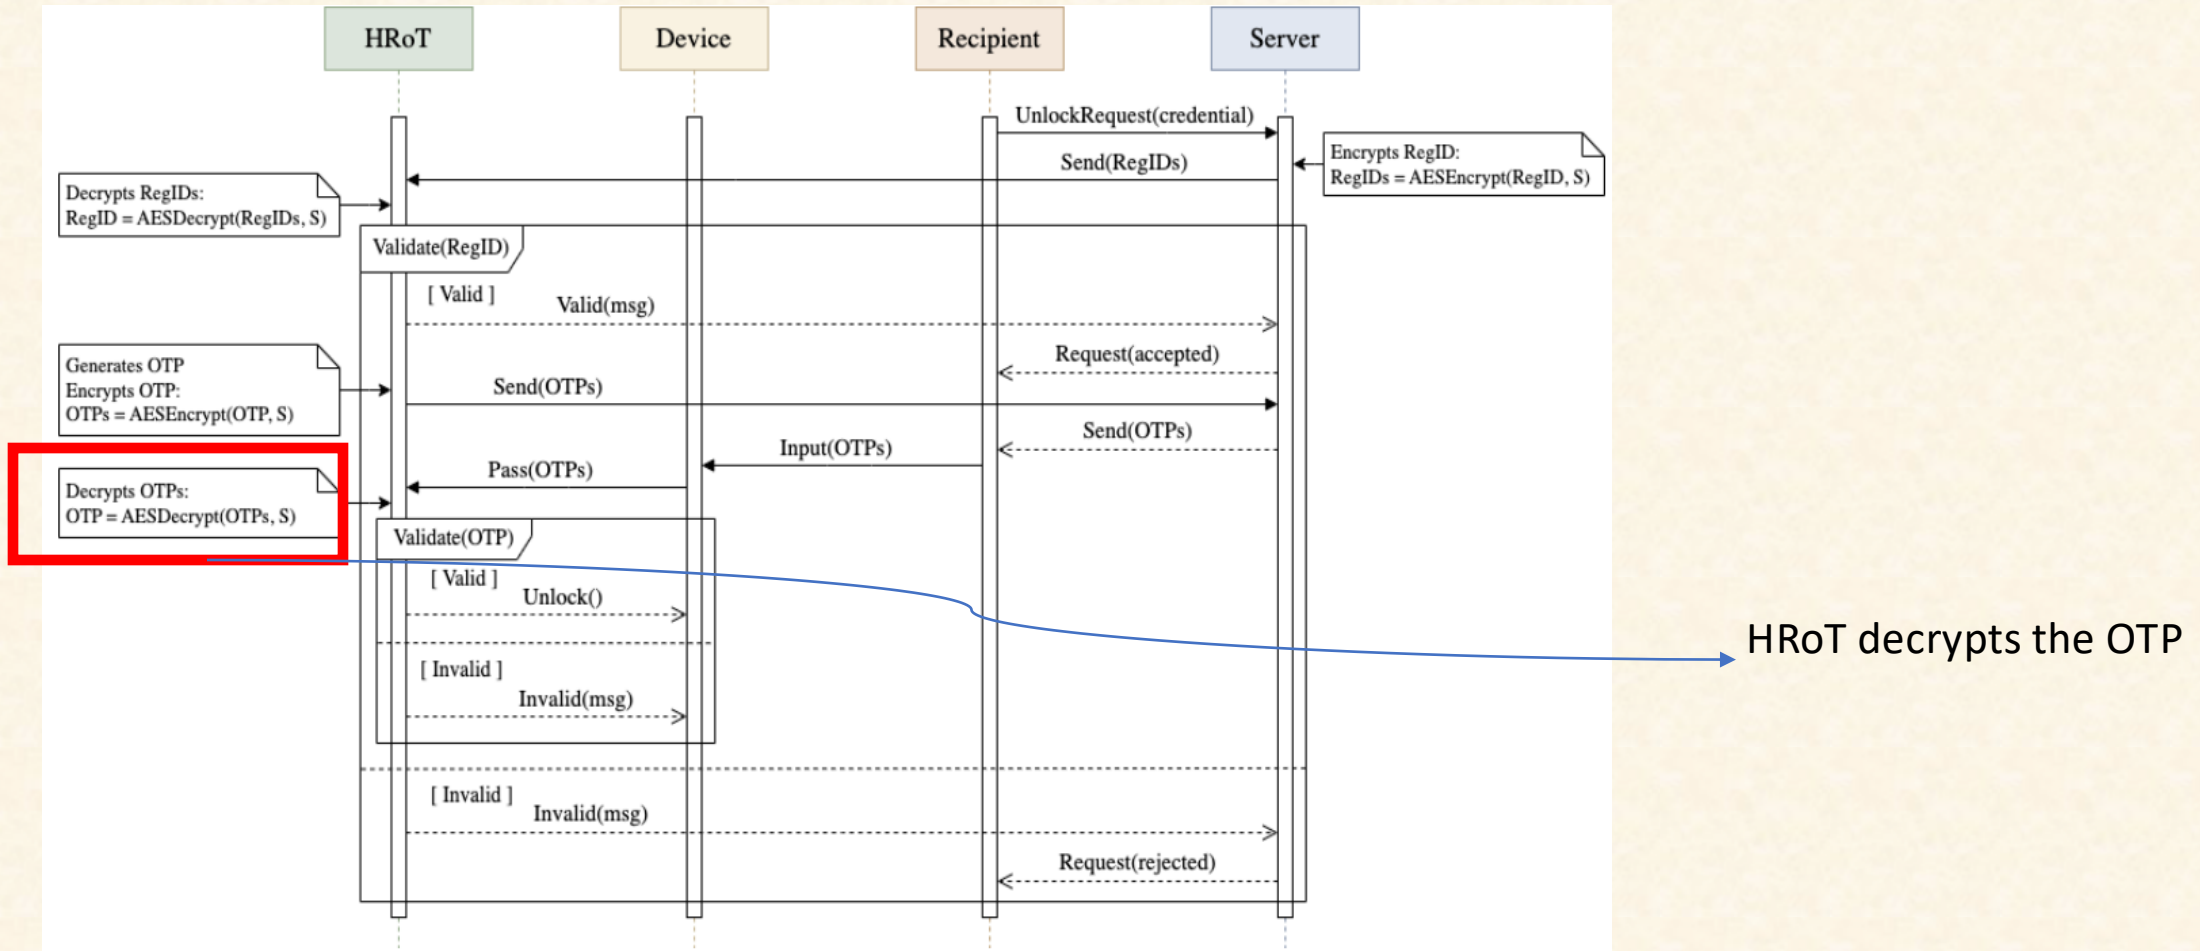 HRoT
Device
Recipient
Server
UnlockRequest(credential)
Encrypts RegID:
RegIDs = AESEncrypt(RegID, S)
Send(RegIDs)
Decrypts RegIDs:
RegID = AESDecrypt(RegIDs, S)
Validate(RegID)
[ Valid ]
Valid(msg)
Request(accepted)
Generates OTP
Encrypts OTP:
OTPs = AESEncrypt(OTP, S)
Send(OTPs)
Send(OTPs)
Input(OTPs)
Pass(OTPs)
Decrypts OTPs:
OTP = AESDecrypt(OTPs, S)
Validate(OTP)
[ Valid ]
Unlock()
HRoT decrypts the OTP
[ Invalid ]
Invalid(msg)
[ Invalid ]
Invalid(msg)
Request(rejected)